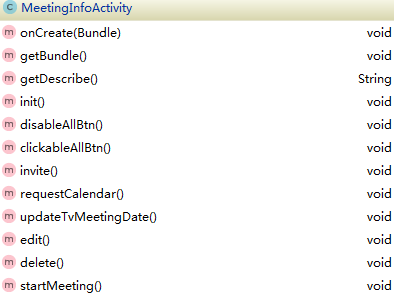 C MeetingInfoActivity
m onCreate(Bundle) void
m getBundle() void
m getDescribe() String
m init() void
m disableAllBtn() void
m clickableAllBtn() void
m invite() void
m requestCalendar() void
m updateTvMeetingDate() void
m edit() void
m delete() void
m startMeeting() void